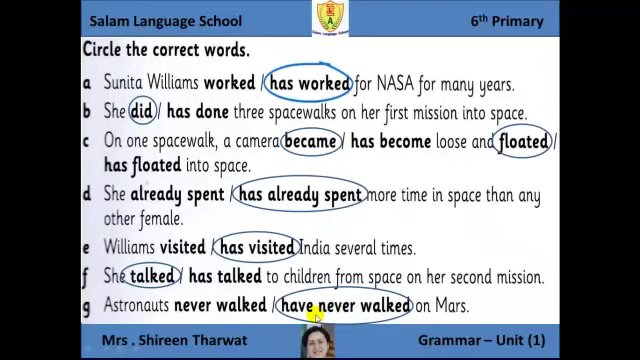 Salam Language School
6th Primary
Circle the correct words.
a Sunita Williams worked / has worked for NASA for many years.
b She did / has done three spacewalks on her first mission into space.
c On one spacewalk, a camera became / has become loose and floated /
has floated into space.
d She already spent / has already spent more time in space than any
other female.
e Williams visited / has visited India several times.
f She talked / has talked to children from space on her second mission.
g Astronauts never walked / have never walked on Mars.
Mrs . Shireen Tharwat
Grammar – Unit (1)